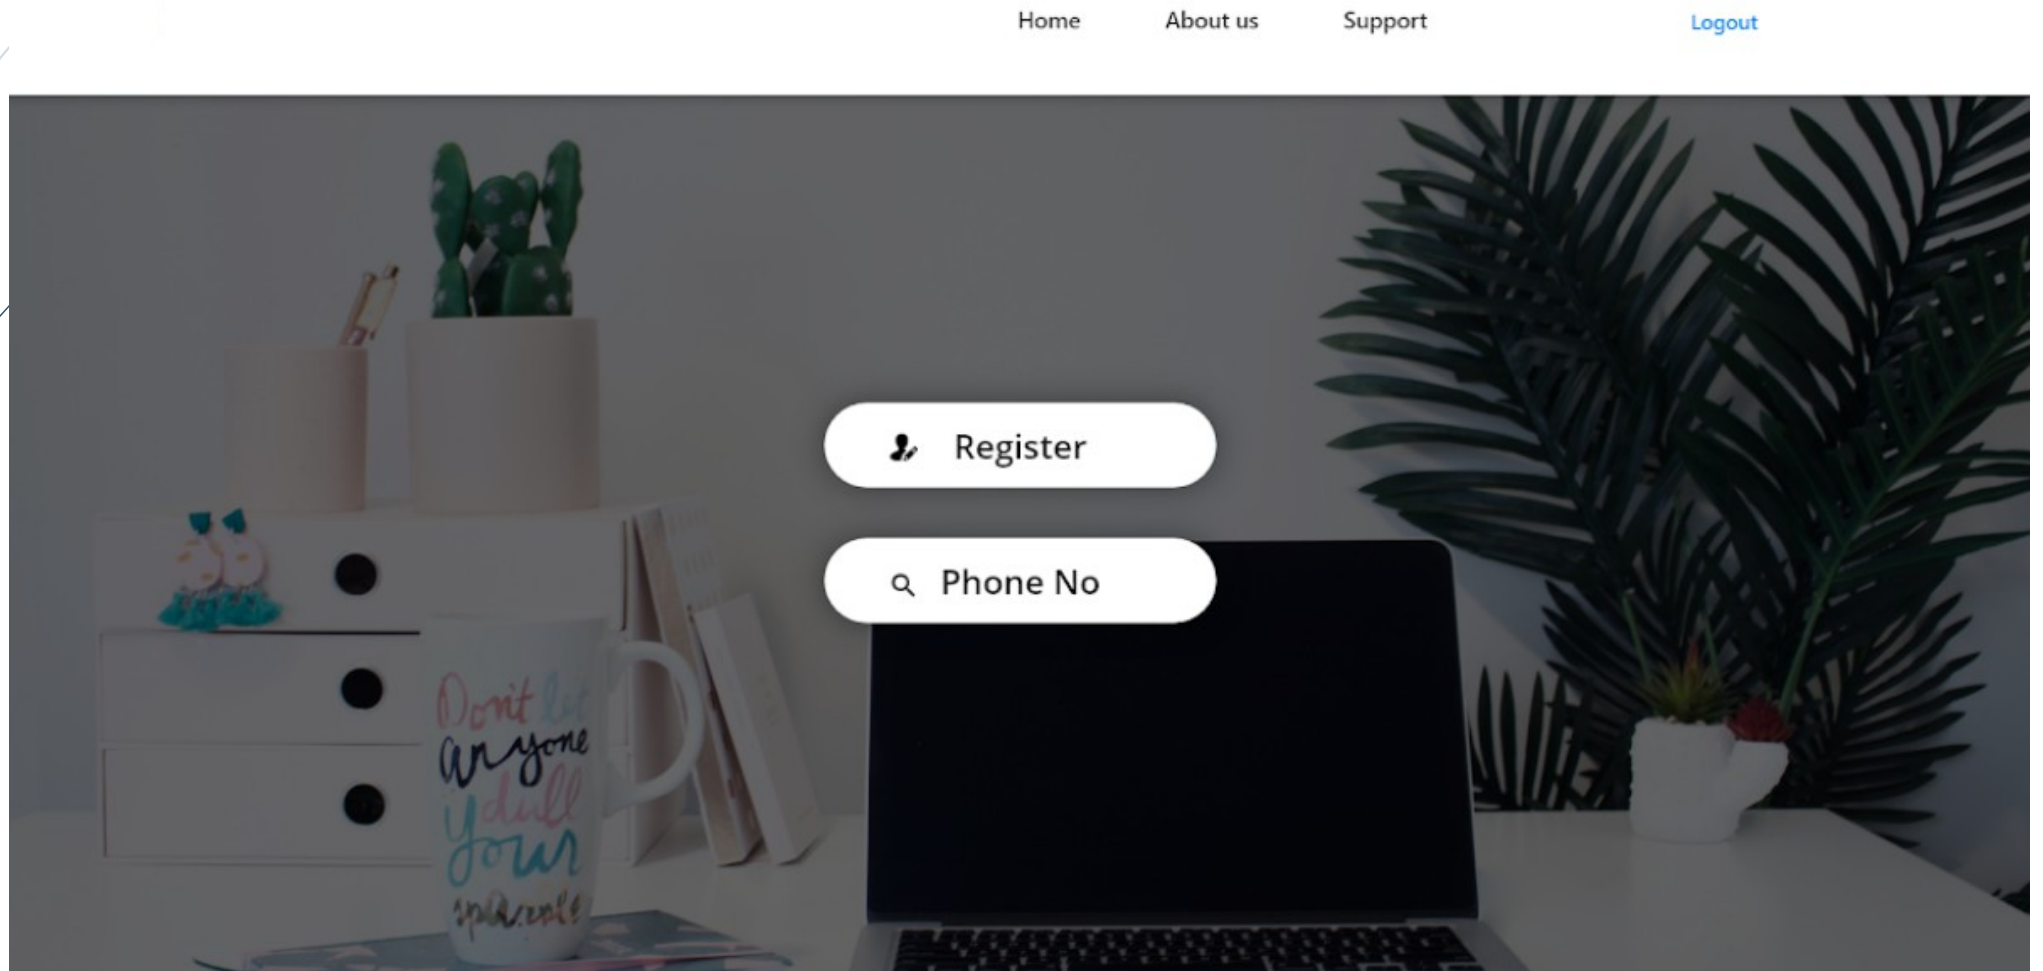 Home About us Support Logout
Register
Phone No
Don't let
anyone
dull
your
sparkle